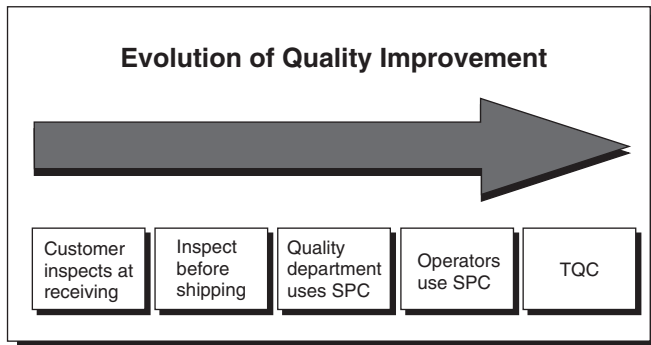 Evolution of Quality Improvement
Customer
inspects at
receiving
Inspect
before
shipping
Quality
department
uses SPC
Operators
use SPC
TQC